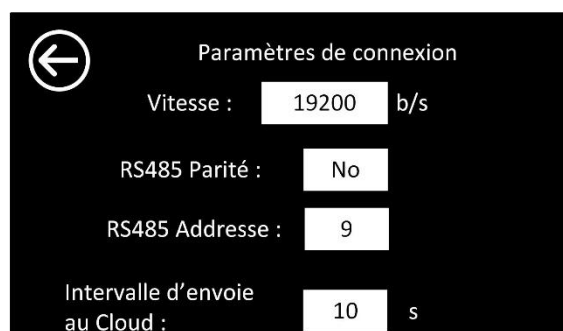 Paramètres de connexion
Vitesse : 19200 b/s
RS485 Parité : No
RS485 Addresse : 9
Intervalle d’envoie
au Cloud : 10 s